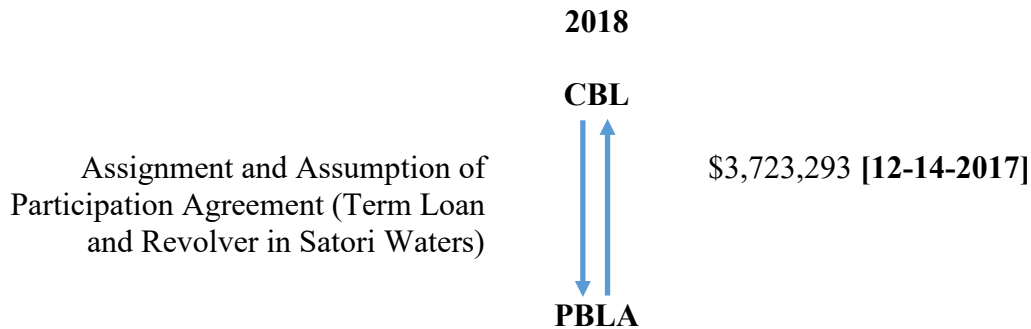 2018
CBL
Assignment and Assumption of
Participation Agreement (Term Loan
and Revolver in Satori Waters)
$3,723,293 [12-14-2017]
PBLA